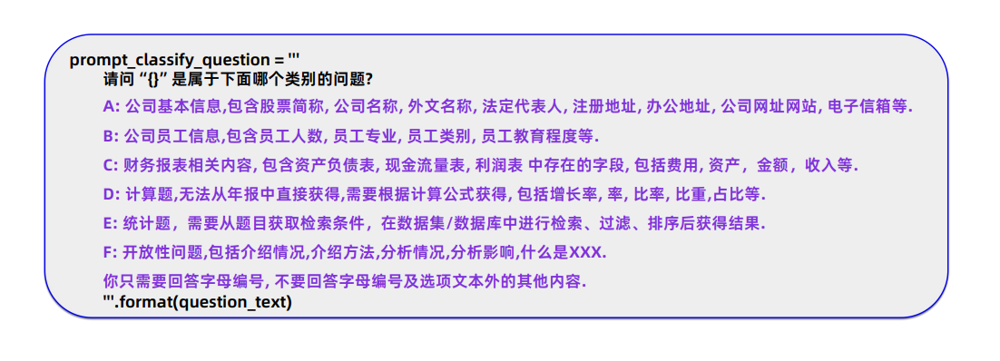 prompt_classify_question = '''
请问 “{}” 是属于下面哪个类别的问题?
A: 公司基本信息,包含股票简称, 公司名称, 外文名称, 法定代表人, 注册地址, 办公地址, 公司网址网站, 电子信箱等.
B: 公司员工信息,包含员工人数, 员工专业, 员工类别, 员工教育程度等.
C: 财务报表相关内容, 包含资产负债表, 现金流量表, 利润表 中存在的字段, 包括费用, 资产，金额，收入等.
D: 计算题,无法从年报中直接获得,需要根据计算公式获得, 包括增长率, 率, 比率, 比重,占比等.
E: 统计题，需要从题目获取检索条件，在数据集/数据库中进行检索、过滤、排序后获得结果.
F: 开放性问题,包括介绍情况,介绍方法,分析情况,分析影响,什么是XXX.
你只需要回答字母编号, 不要回答字母编号及选项文本外的其他内容.
'''.format(question_text)